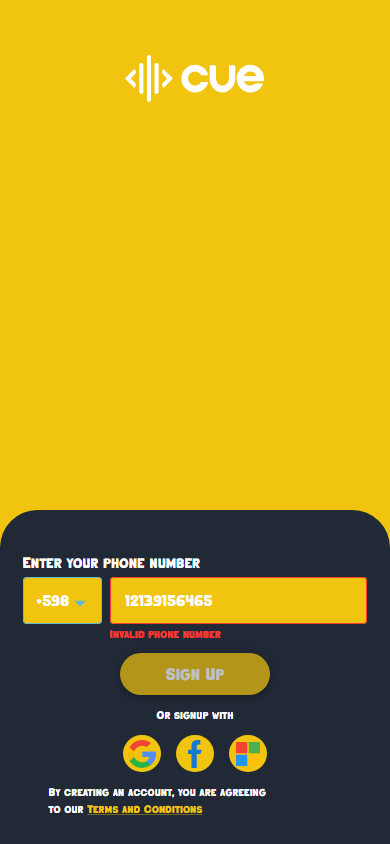 cue
Enter your phone number
+598
12139156465
Invalid phone number
Sign Up
Or signup with
By creating an account, you are agreeing
to our Terms and Conditions